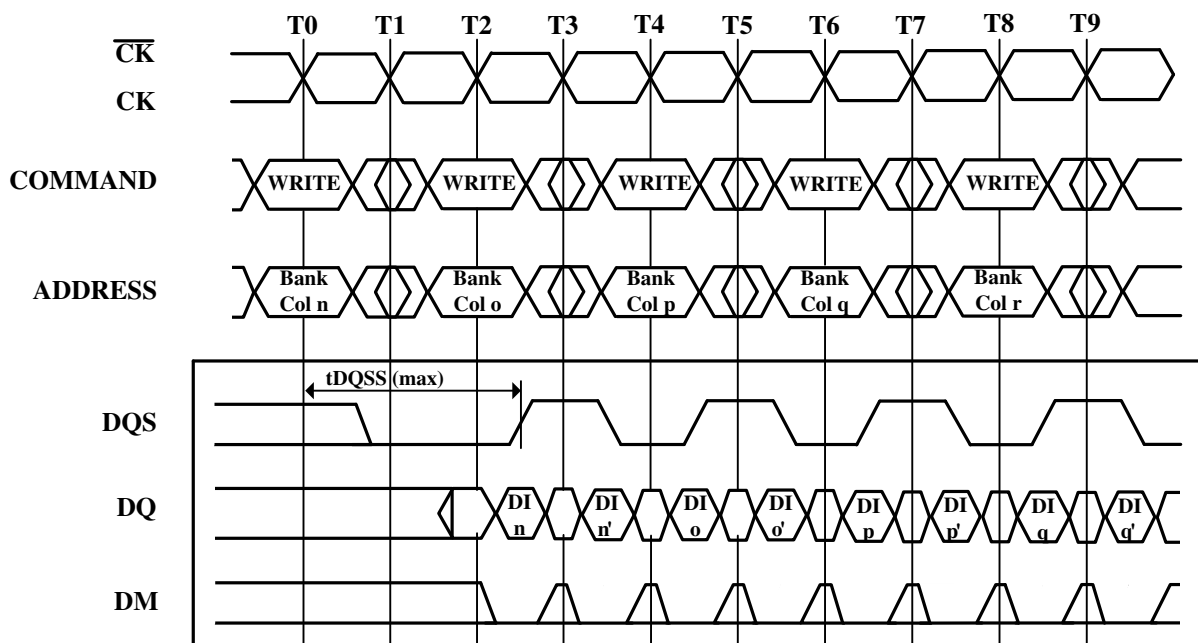 T0 T1 T2 T3 T4 T5 T6 T7 T8 T9
CK
CK
COMMAND
WRITE WRITE WRITE WRITE WRITE
ADDRESS
Bank Bank Bank Bank Bank
Col n Col o Col p Col q Col r
tDQSS (max)
DQS
DQ
DI DI DI DI DI DI DI DI
n n' o o' p p' q q'
DM